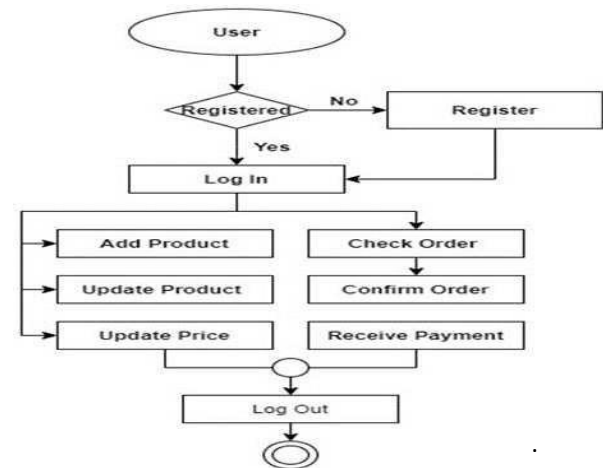 User
Registered
No
Register
Yes
Log In
Add Product
Check Order
Update Product
Confirm Order
Update Price
Receive Payment
Log Out
.